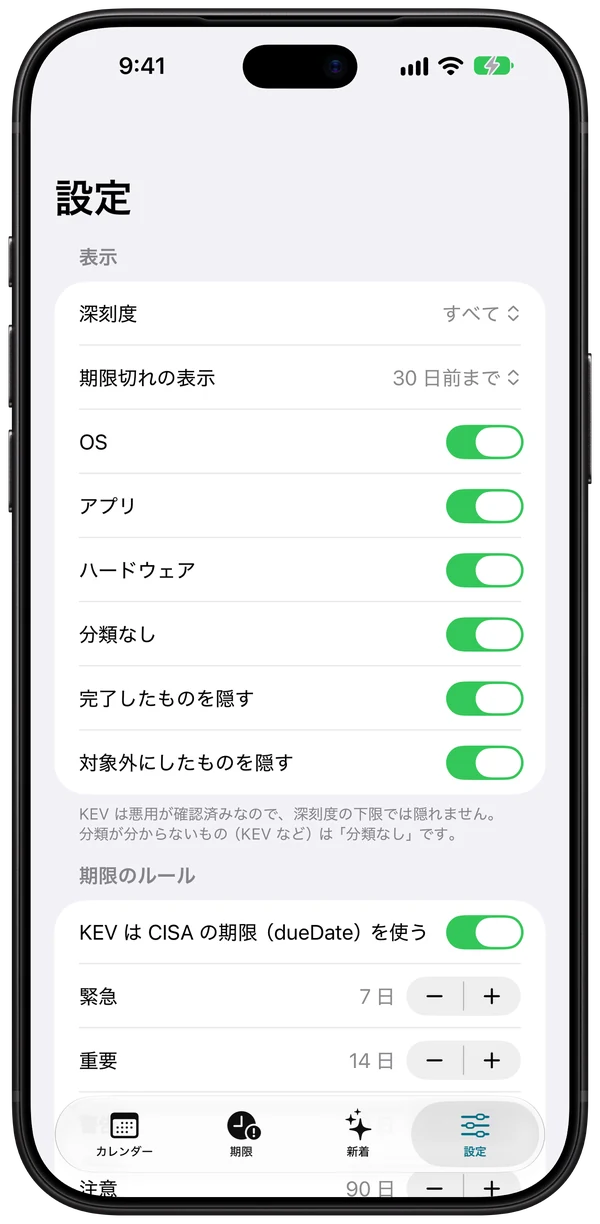 9:41
設定
表示
深刻度 すべて
期限切れの表示 30 日前まで
OS
アプリ
ハードウェア
分類なし
完了したものを隠す
対象外にしたものを隠す
KEV は悪用が確認済みなので、深刻度の下限では隠れません。
分類が分からないもの（KEV など）は「分類なし」です。
期限のルール
KEV は CISA の期限（dueDate）を使う
緊急 7 日 − +
重要 14 日 − +
カレンダー 期限 新着 設定
注意 90 日 − +